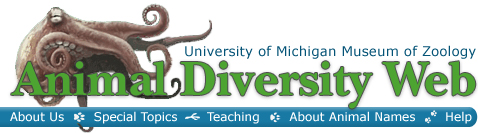 University of Michigan Museum of Zoology
Animal Diversity Web
About Us Special Topics Teaching About Animal Names Help